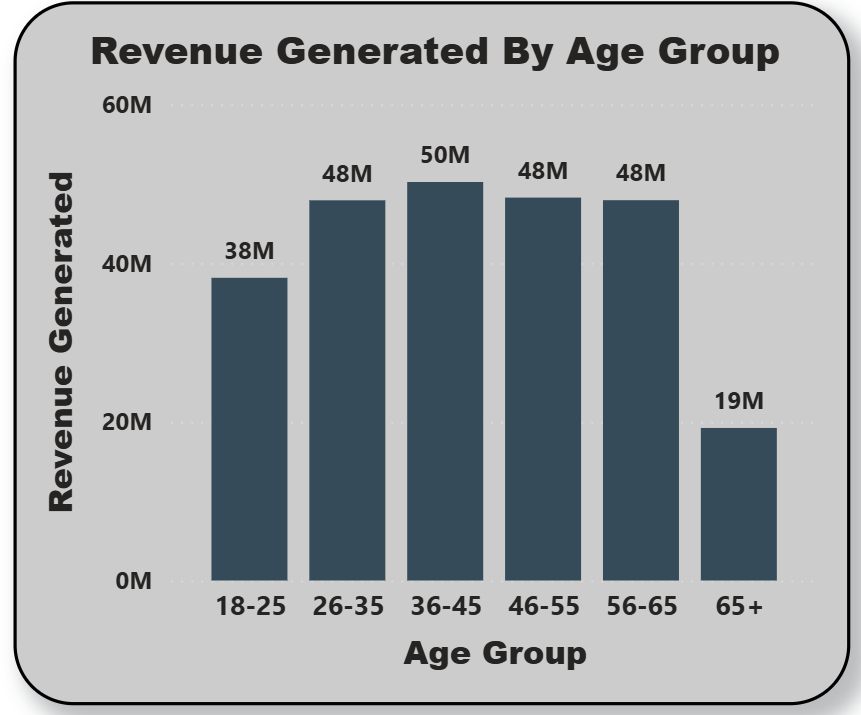 Revenue Generated By Age Group
Revenue Generated
60M
40M
20M
0M
38M
48M
50M
48M
48M
19M
18-25
26-35
36-45
46-55
56-65
65+
Age Group